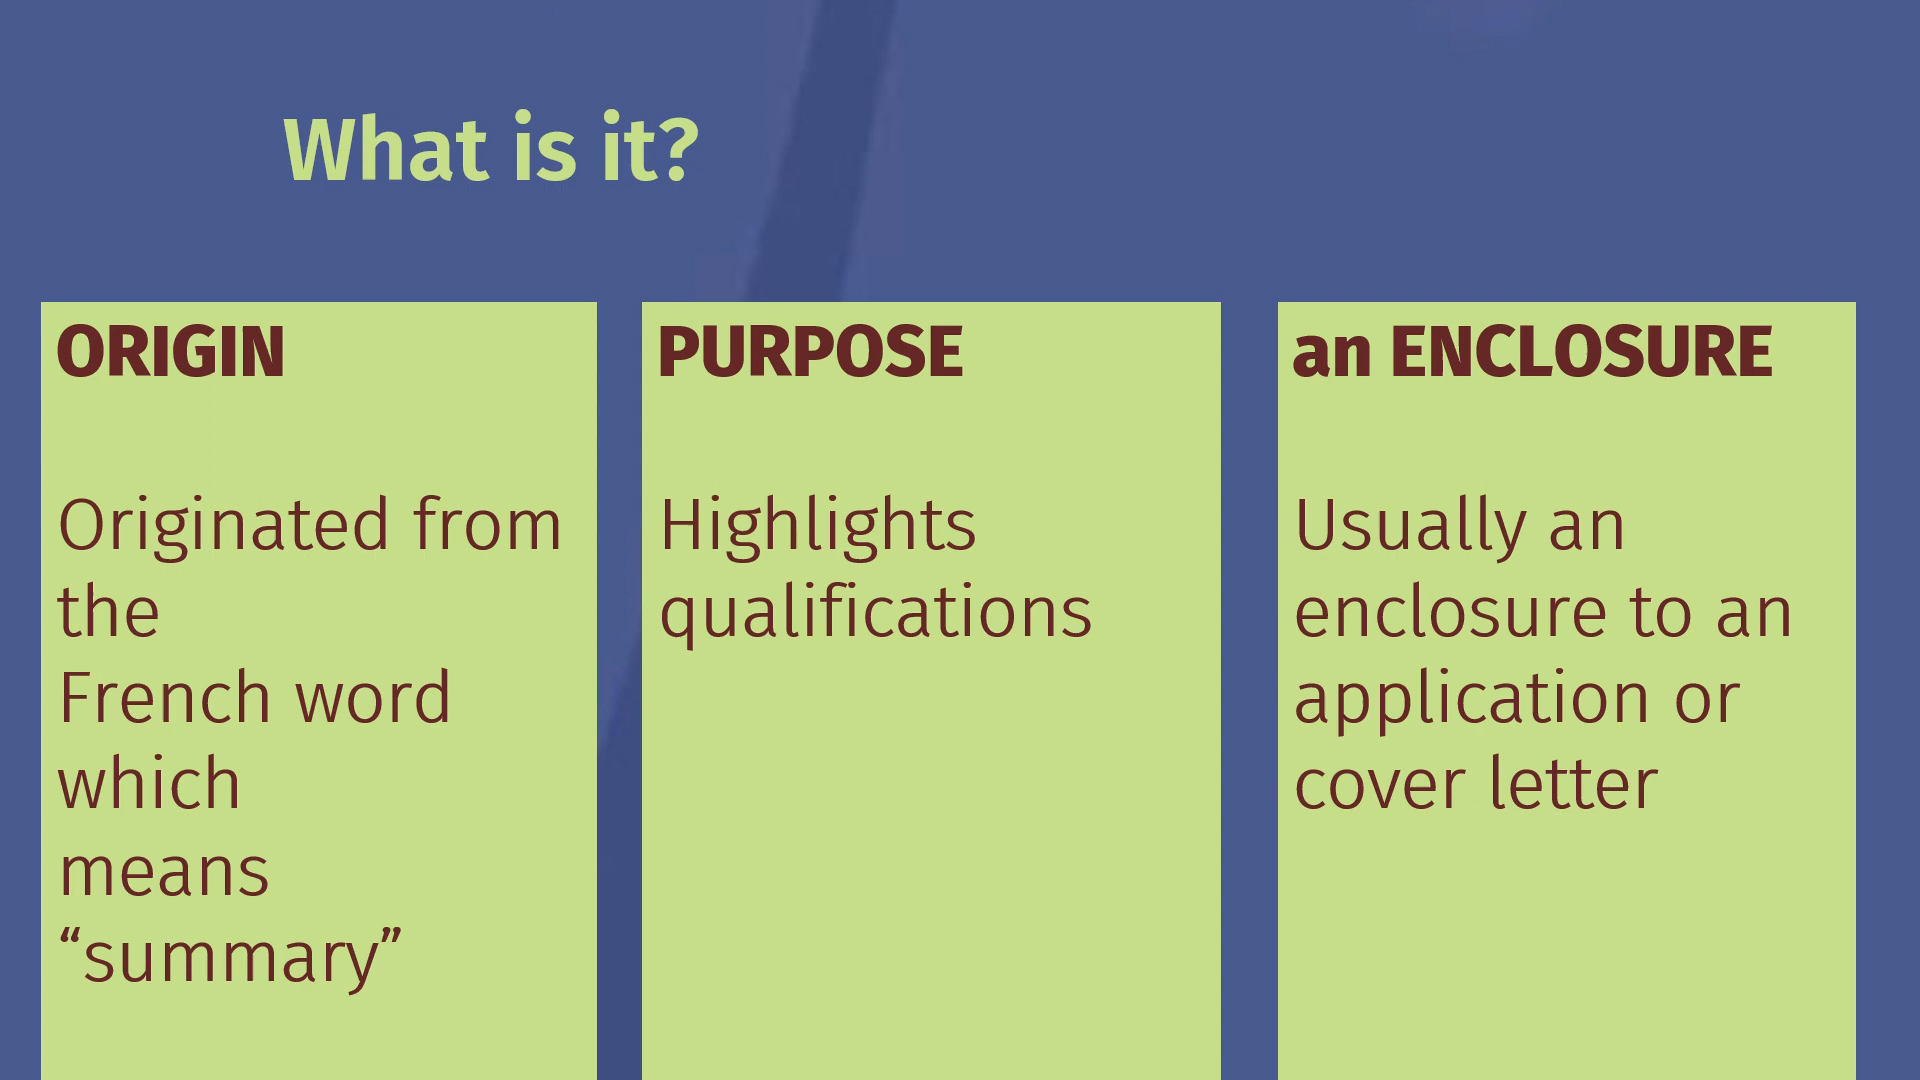 What is it?
ORIGIN
Originated from
the
French word
which
means
“summary”
PURPOSE
Highlights
qualifications
an ENCLOSURE
Usually an
enclosure to an
application or
cover letter